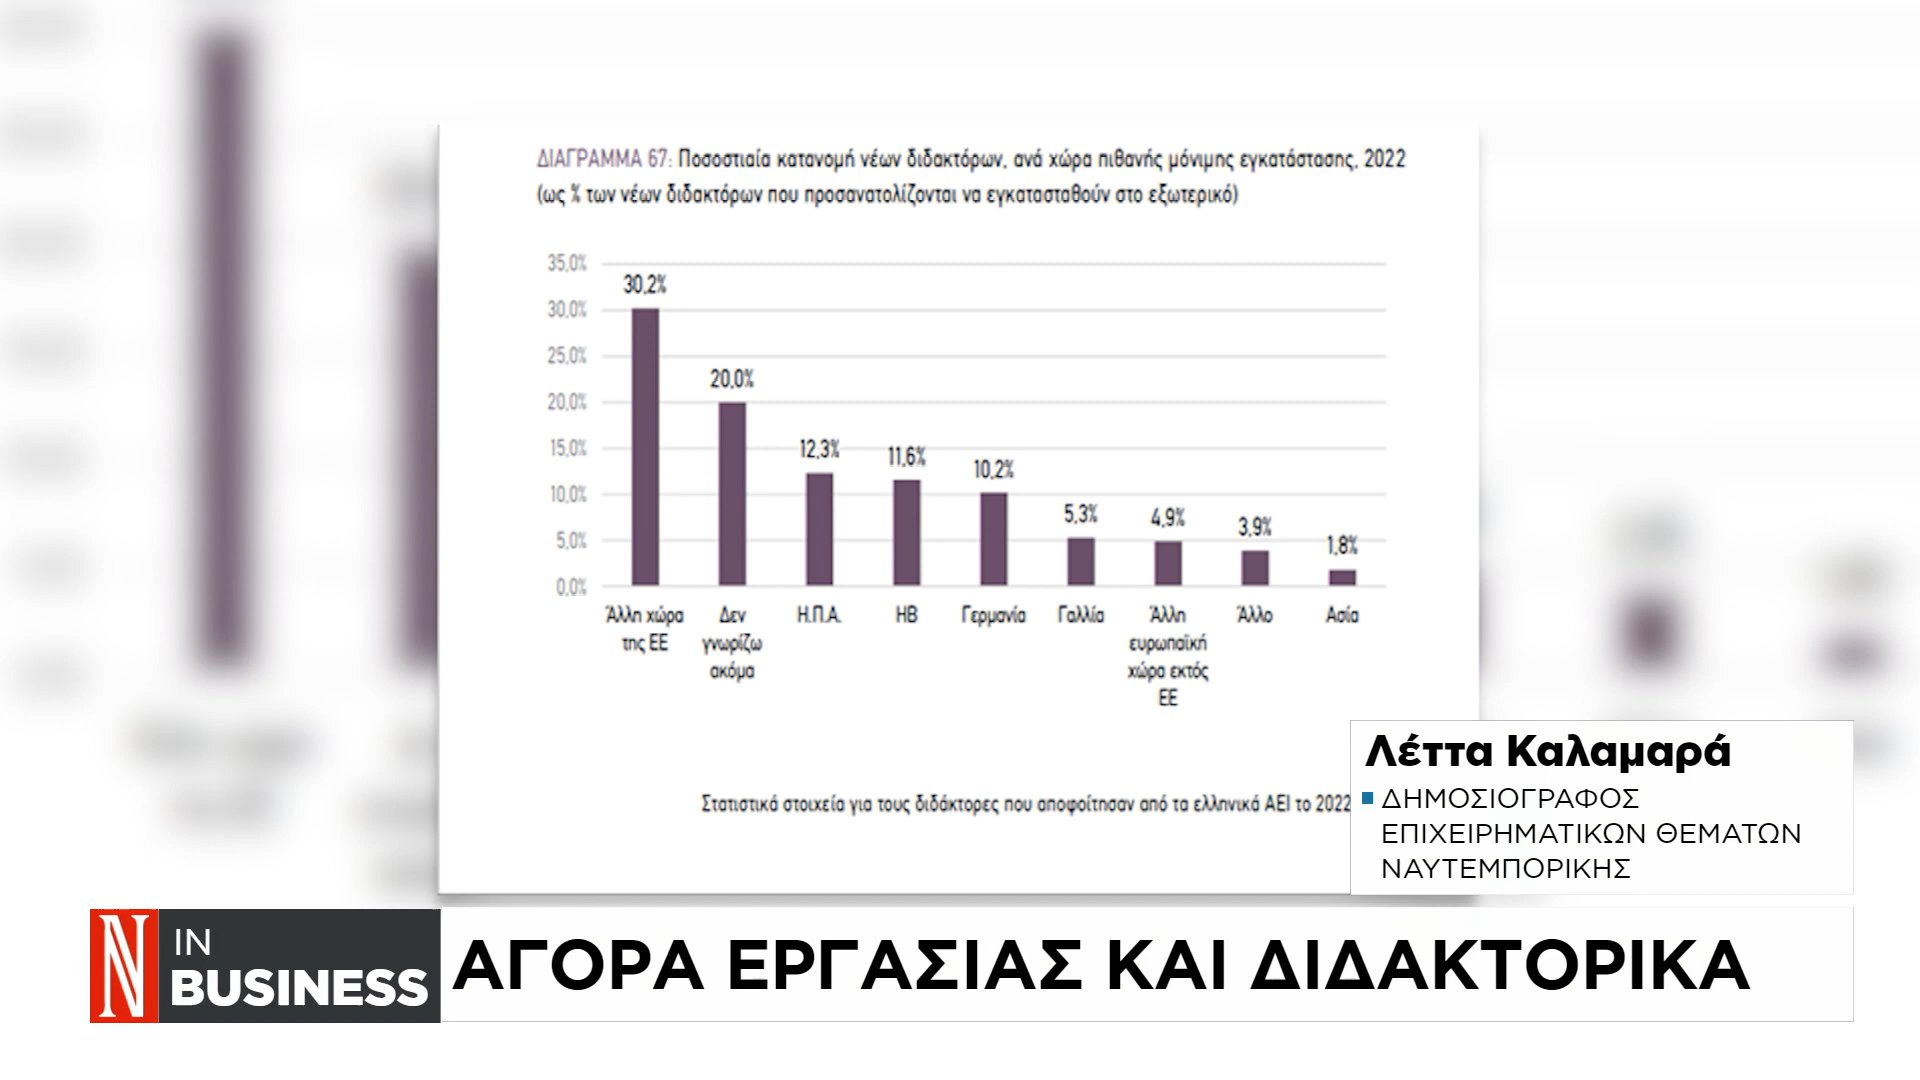 ΔΙΑΓΡΑΜΜΑ 67: Ποσοστιαία κατανομή νέων διδακτόρων, ανά χώρα πιθανής μόνιμης εγκατάστασης, 2022
(ως % των νέων διδακτόρων που προσανατολίζονται να εγκατασταθούν στο εξωτερικό)
35,0%
30,0%
25,0%
20,0%
15,0%
10,0%
5,0%
0,0%
30,2%
20,0%
12,3%
11,6%
10,2%
5,3%
4,9%
3,9%
1,8%
Άλλη χώρα
της ΕΕ
Δεν
γνωρίζω
ακόμα
Η.Π.Α.
ΗΒ
Γερμανία
Γαλλία
Άλλη
ευρωπαϊκή
χώρα εκτός
ΕΕ
Άλλο
Ασία
Στατιστικά στοιχεία για τους διδάκτορες που αποφοίτησαν από τα ελληνικά ΑΕΙ το 2022
Λέττα Καλαμαρά
ΔΗΜΟΣΙΟΓΡΑΦΟΣ
ΕΠΙΧΕΙΡΗΜΑΤΙΚΩΝ ΘΕΜΑΤΩΝ
ΝΑΥΤΕΜΠΟΡΙΚΗΣ
N IN
BUSINESS
ΑΓΟΡΑ ΕΡΓΑΣΙΑΣ ΚΑΙ ΔΙΔΑΚΤΟΡΙΚΑ